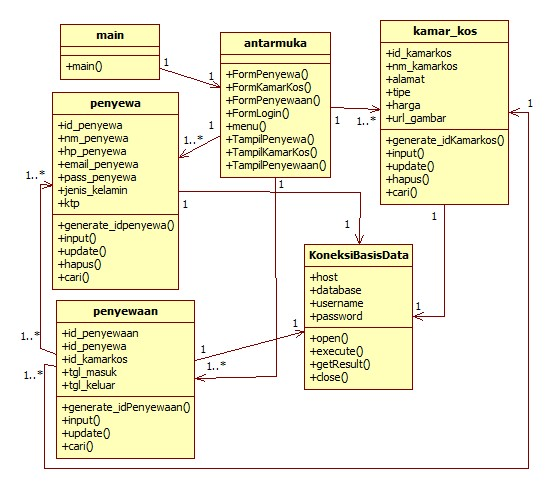 main
+main()
1
1
antarmuka
+FormPenyewa()
+FormKamarKos()
+FormPenyewaan()
+FormLogin()
+menu()
+TampilPenyewa()
+TampilKamarKos()
+TampilPenyewaan()
1
1..*
1
1..*
1
kamar_kos
+id_kamarkos
+nm_kamarkos
+alamat
+tipe
+harga
+url_gambar
+generate_idKamarkos()
+input()
+update()
+hapus()
+cari()
1
1
1
penyewa
+id_penyewa
+nm_penyewa
+hp_penyewa
+email_penyewa
+pass_penyewa
+jenis_kelamin
+ktp
+generate_idpenyewa()
+input()
+update()
+hapus()
+cari()
1
1
1..*
1..*
1..*
KoneksiBasisData
+host
+database
+username
+password
+open()
+execute()
+getResult()
+close()
penyewaan
+id_penyewaan
+id_penyewa
+id_kamarkos
+tgl_masuk
+tgl_keluar
+generate_idPenyewaan()
+input()
+update()
+cari()
1
1
1..*